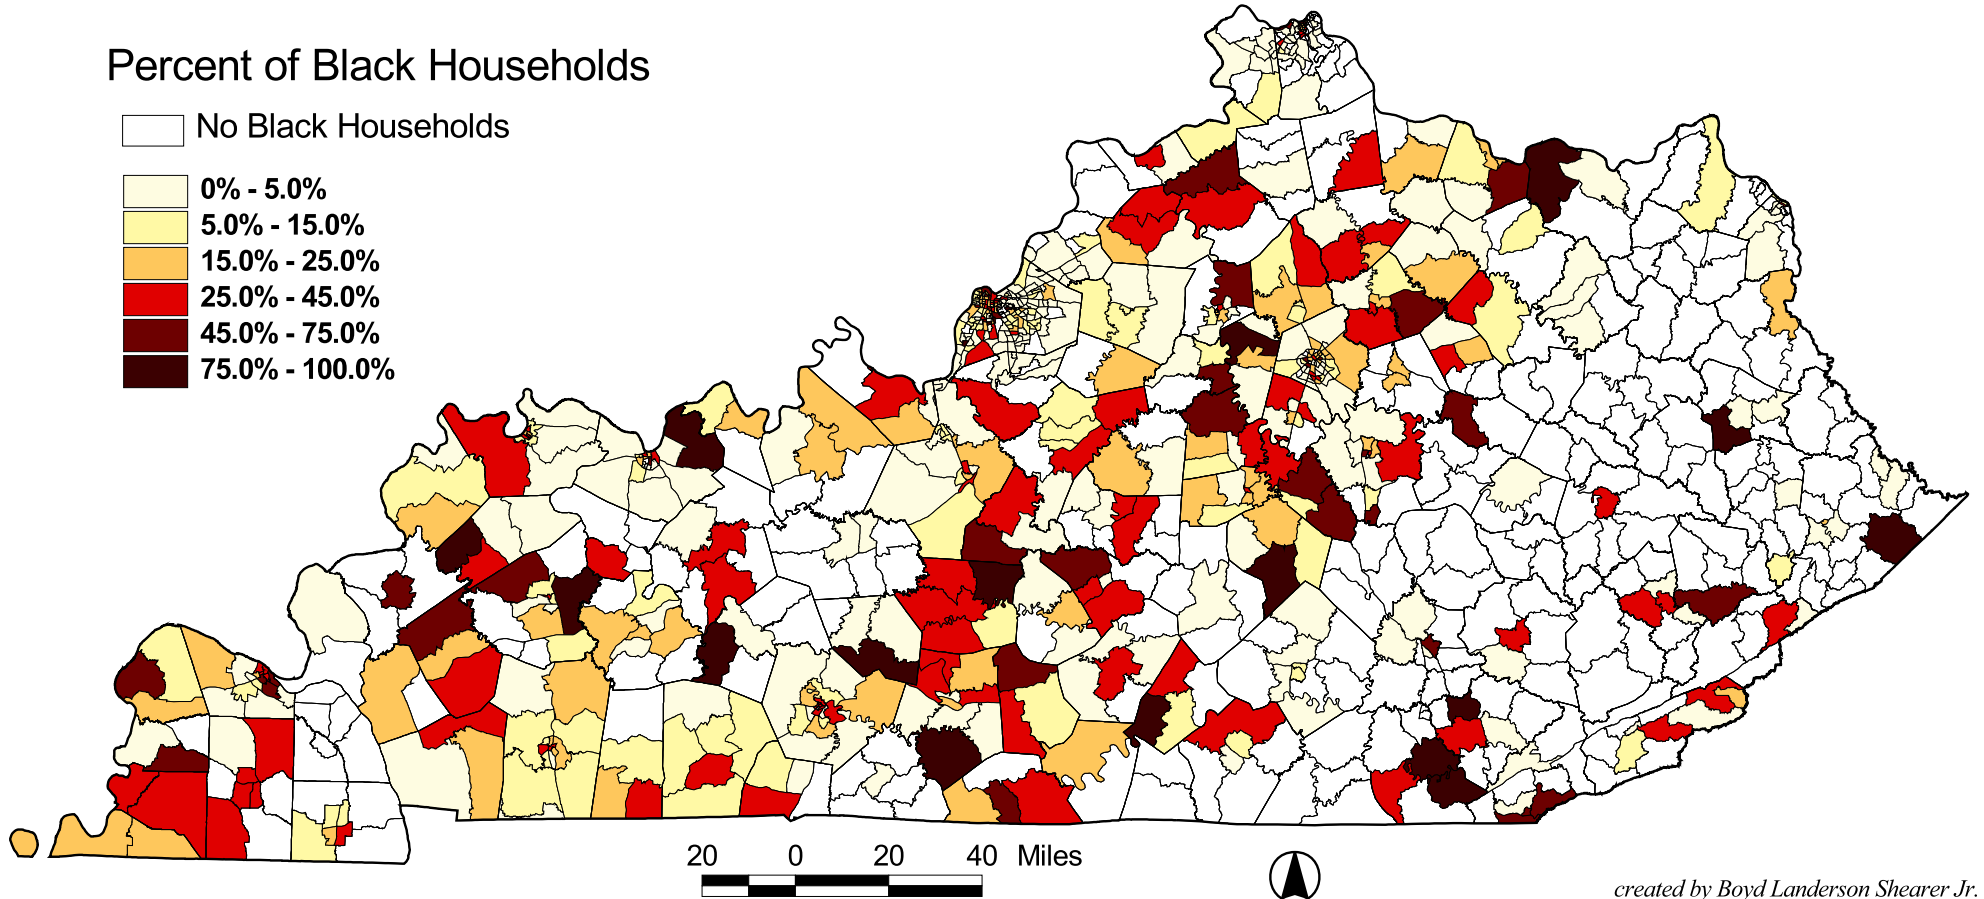 Percent of Black Households
No Black Households
0% - 5.0%
5.0% - 15.0%
15.0% - 25.0%
25.0% - 45.0%
45.0% - 75.0%
75.0% - 100.0%
20 0 20 40 Miles
created by Boyd Landerson Shearer Jr.